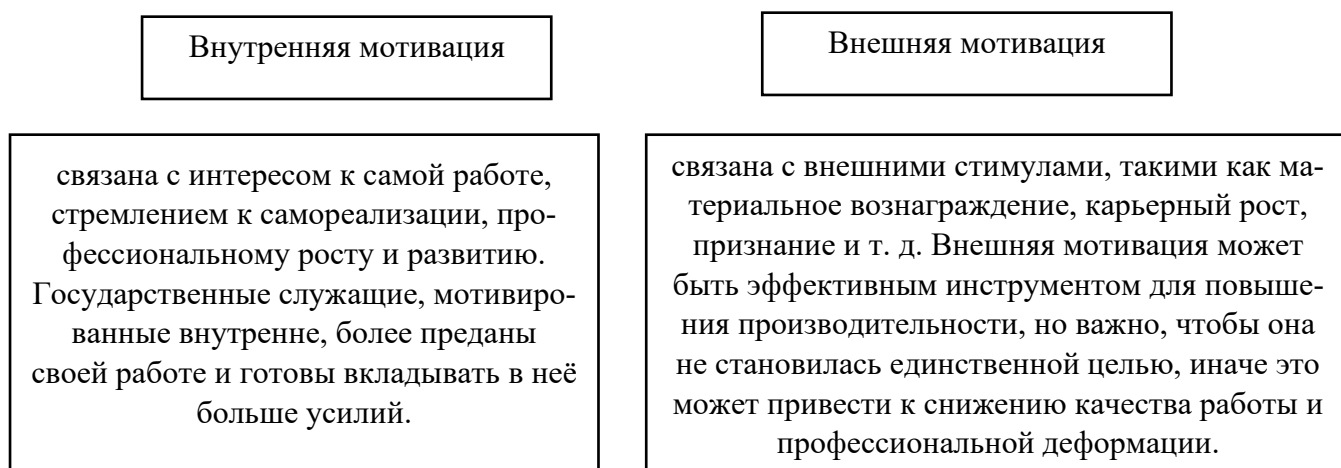 Внутренняя мотивация
Внешняя мотивация
связана с интересом к самой работе,
стремлением к самореализации, про-
фессиональному росту и развитию.
Государственные служащие, мотивиро-
ванные внутренне, более преданы
своей работе и готовы вкладывать в неё
больше усилий.
связана с внешними стимулами, такими как ма-
териальное вознаграждение, карьерный рост,
признание и т. д. Внешняя мотивация может
быть эффективным инструментом для повыше-
ния производительности, но важно, чтобы она
не становилась единственной целью, иначе это
может привести к снижению качества работы и
профессиональной деформации.